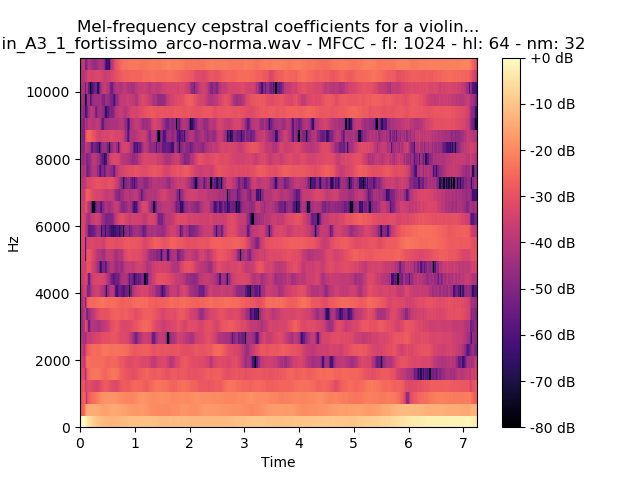 Mel-frequency cepstral coefficients for a violin...
in_A3_1_fortissimo_arco-norma.wav - MFCC - fl: 1024 - hl: 64 - nm: 32
+0 dB
-10 dB
-20 dB
-30 dB
-40 dB
-50 dB
-60 dB
-70 dB
-80 dB
10000
8000
6000
4000
2000
0
Hz
0 1 2 3 4 5 6 7
Time